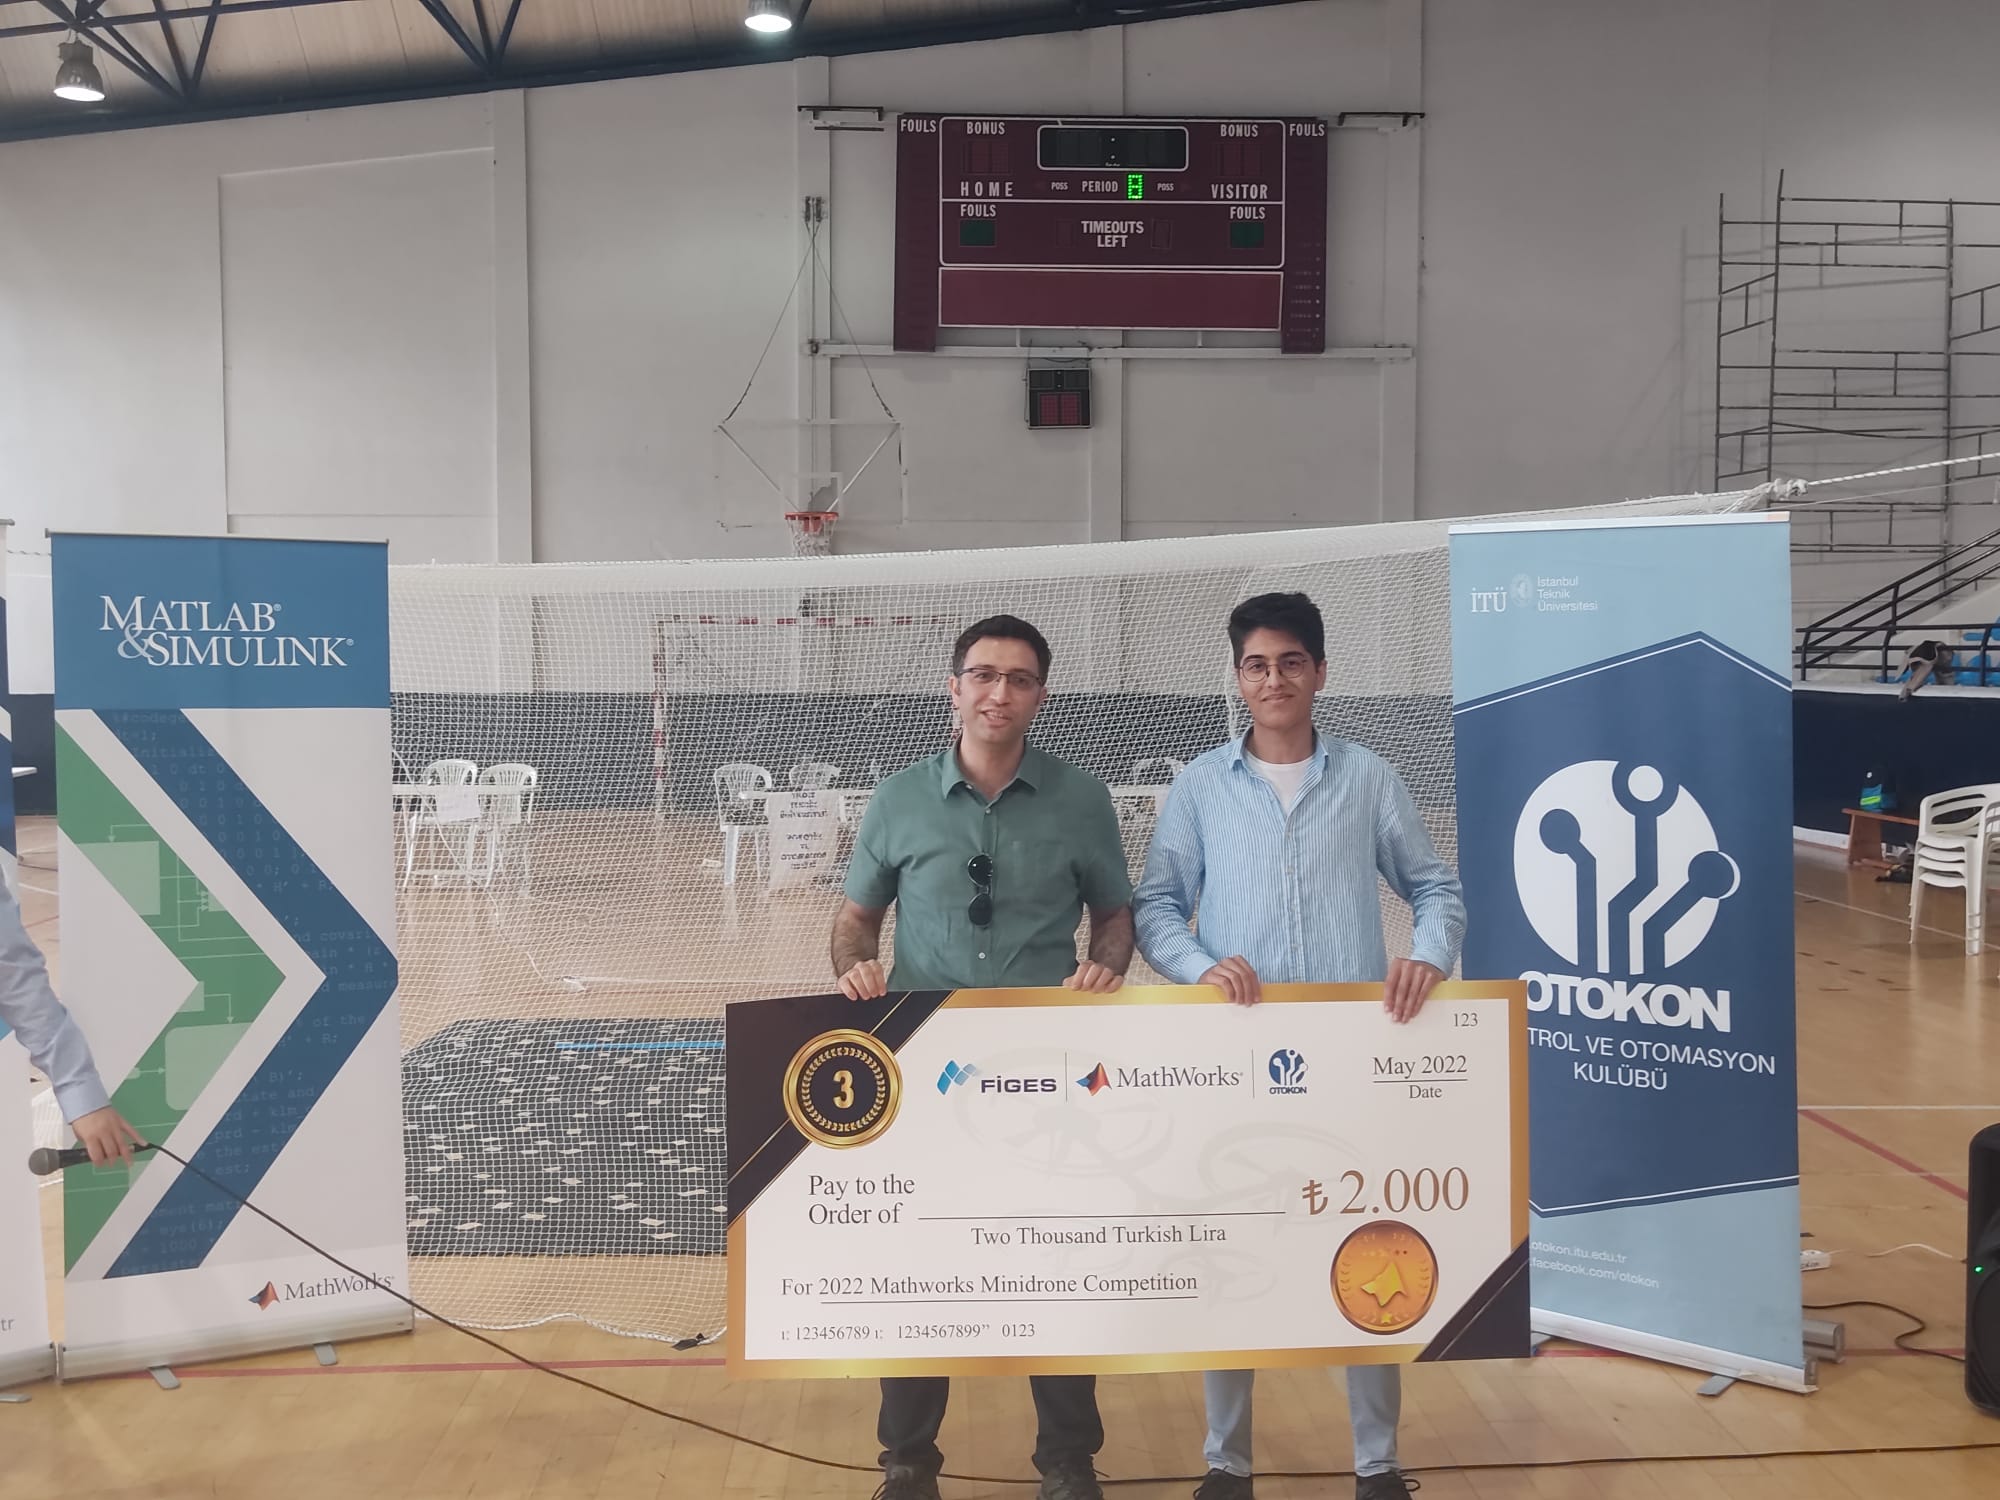 FOULS
BONUS
BONUS
FOULS
HOME
POSS
PERIOD
8
POSS
VISITOR
FOULS
TIMEOUTS
LEFT
FOULS
MATLAB®
&SIMULINK®
MathWorks®
tr
İTÜ
İstanbul
Teknik
Üniversitesi
OTOKON
TROL VE OTOMASYON
KULÜBÜ
otokon.itu.edu.tr
facebook.com/otokon
3
FİGES
MathWorks®
OTOKON
123
May 2022
Date
Pay to the
Order of
₺ 2.000
Two Thousand Turkish Lira
For 2022 Mathworks Minidrone Competition
⑆ 123456789 ⑆ 1234567899” 0123